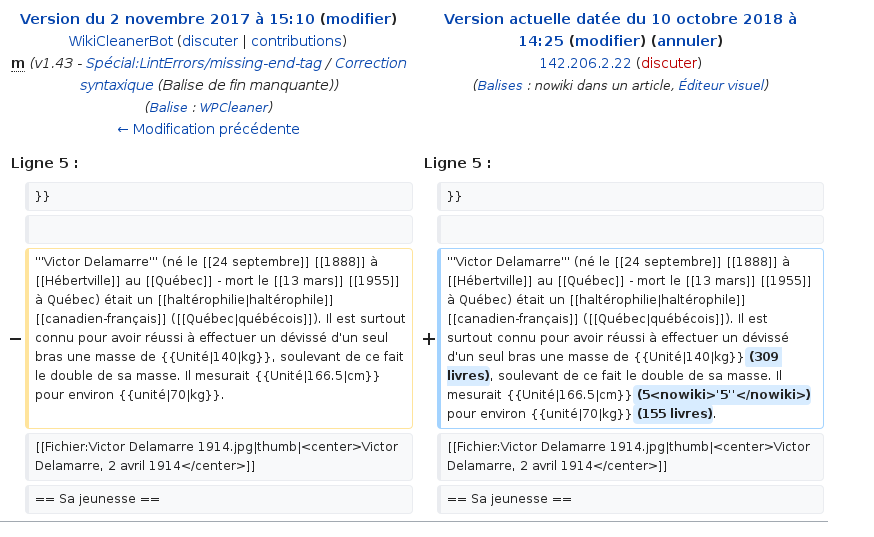 Version du 2 novembre 2017 à 15:10 (modifier)
WikiCleanerBot (discuter | contributions)
m (v1.43 - Spécial:LintErrors/missing-end-tag / Correction
syntaxique (Balise de fin manquante))
(Balise : WPCleaner)
← Modification précédente
Version actuelle datée du 10 octobre 2018 à
14:25 (modifier) (annuler)
142.206.2.22 (discuter)
(Balises : nowiki dans un article, Éditeur visuel)
Ligne 5 :
Ligne 5 :
}}
}}
− '''Victor Delamarre''' (né le [[24 septembre]] [[1888]] à
[[Hébertville]] au [[Québec]] - mort le [[13 mars]] [[1955]]
à Québec) était un [[haltérophilie|haltérophile]]
[[canadien-français]] ([[Québec|québécois]]). Il est surtout
connu pour avoir réussi à effectuer un dévissé d'un seul
bras une masse de {{Unité|140|kg}}, soulevant de ce fait
le double de sa masse. Il mesurait {{Unité|166.5|cm}}
pour environ {{unité|70|kg}}.
+ '''Victor Delamarre''' (né le [[24 septembre]] [[1888]] à
[[Hébertville]] au [[Québec]] - mort le [[13 mars]] [[1955]]
à Québec) était un [[haltérophilie|haltérophile]]
[[canadien-français]] ([[Québec|québécois]]). Il est
surtout connu pour avoir réussi à effectuer un dévissé
d'un seul bras une masse de {{Unité|140|kg}} (309
livres), soulevant de ce fait le double de sa masse. Il
mesurait {{Unité|166.5|cm}} (5<nowiki>'5''</nowiki>)
pour environ {{unité|70|kg}} (155 livres).
[[Fichier:Victor Delamarre 1914.jpg|thumb|<center>Victor
Delamarre, 2 avril 1914</center>]]
[[Fichier:Victor Delamarre 1914.jpg|thumb|<center>Victor
Delamarre, 2 avril 1914</center>]]
== Sa jeunesse ==
== Sa jeunesse ==